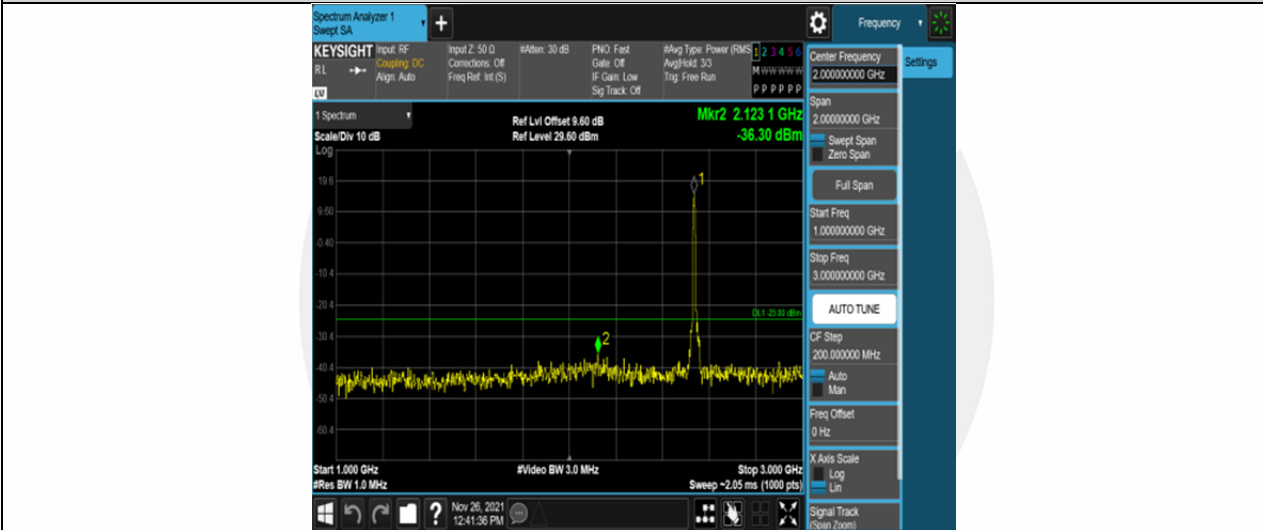 Spectrum Analyzer 1
Swept SA
+
Frequency
KEYSIGHT
Input: RF
Coupling: DC
Align: Auto
RL
LV
Input Z: 50 Ω
Corrections: Off
Freq Ref: Int (S)
#Atten: 30 dB
PNO: Fast
Gate: Off
IF Gain: Low
Sig Track: Off
#Avg Type: Power (RMS
Avg|Hold: 3/3
Trig: Free Run
1 2 3 4 5 6
M W W W W W
P P P P P P
1 Spectrum
Scale/Div 10 dB
Log
Ref Lvl Offset 9.60 dB
Ref Level 29.60 dBm
Mkr2 2.123 1 GHz
-36.30 dBm
19.6
9.60
-0.40
-10.4
-20.4
-30.4
-40.4
-50.4
-60.4
1
2
DL1 -25.00 dBm
Start 1.000 GHz
#Res BW 1.0 MHz
#Video BW 3.0 MHz
Stop 3.000 GHz
Sweep ~2.05 ms (1000 pts)
Nov 26, 2021
12:41:36 PM
?
Center Frequency
2.000000000 GHz
Span
2.00000000 GHz
Swept Span
Zero Span
Full Span
Start Freq
1.000000000 GHz
Stop Freq
3.000000000 GHz
AUTO TUNE
CF Step
200.000000 MHz
Auto
Man
Freq Offset
0 Hz
X Axis Scale
Log
Lin
Signal Track
(Span Zoom)
Settings